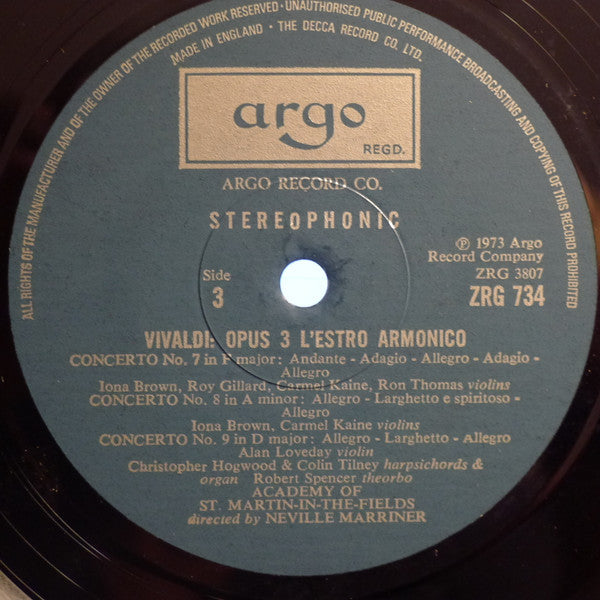 ALL RIGHTS OF THE MANUFACTURER AND OF THE OWNER OF THE RECORDED WORK RESERVED · UNAUTHORISED PUBLIC PERFORMANCE BROADCASTING AND COPYING OF THIS RECORD PROHIBITED
MADE IN ENGLAND · THE DECCA RECORD CO. LTD.
argo
REGD.
ARGO RECORD CO.
STEREOPHONIC
Side
3
℗ 1973 Argo
Record Company
ZRG 3807
ZRG 734
VIVALDI: OPUS 3 L'ESTRO ARMONICO
CONCERTO No. 7 in F major: Andante - Adagio - Allegro - Adagio -
Allegro
Iona Brown, Roy Gillard, Carmel Kaine, Ron Thomas violins
CONCERTO No. 8 in A minor: Allegro - Larghetto e spiritoso -
Allegro
Iona Brown, Carmel Kaine violins
CONCERTO No. 9 in D major: Allegro - Larghetto - Allegro
Alan Loveday violin
Christopher Hogwood & Colin Tilney harpsichords &
organ Robert Spencer theorbo
ACADEMY OF
ST. MARTIN-IN-THE-FIELDS
directed by NEVILLE MARRINER